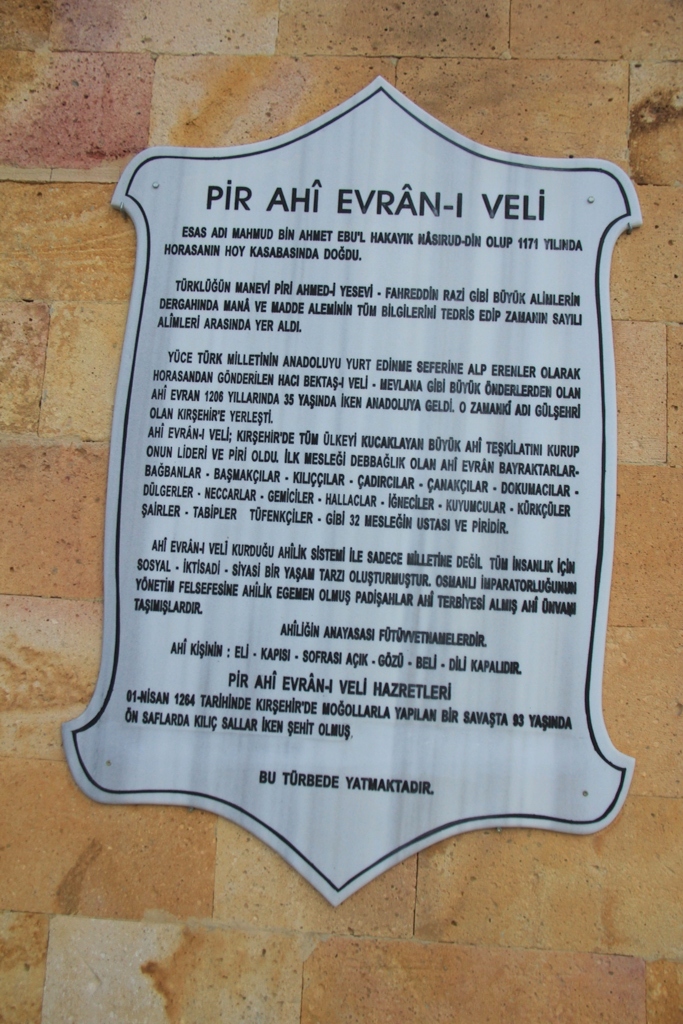 PİR AHÎ EVRÂN-I VELİ
ESAS ADI MAHMUD BİN AHMET EBU'L HAKAYIK NÂSIRUD-DİN OLUP 1171 YILINDA
HORASANIN HOY KASABASINDA DOĞDU.
TÜRKLÜĞÜN MANEVİ PİRİ AHMED-İ YESEVİ - FAHREDDİN RAZİ GİBİ BÜYÜK ALİMLERİN
DERGAHINDA MANÂ VE MADDE ALEMİNİN TÜM BİLGİLERİNİ TEDRİS EDİP ZAMANIN SAYILI
ALİMLERİ ARASINDA YER ALDI.
YÜCE TÜRK MİLLETİNİN ANADOLUYU YURT EDİNME SEFERİNE ALP ERENLER OLARAK
HORASANDAN GÖNDERİLEN HACI BEKTAŞ-I VELİ - MEVLANA GİBİ BÜYÜK ÖNDERLERDEN OLAN
AHİ EVRAN 1206 YILLARINDA 35 YAŞINDA İKEN ANADOLUYA GELDİ. O ZAMANKİ ADI GÜLŞEHRİ
OLAN KIRŞEHİR'E YERLEŞTİ.
AHİ EVRÂN-I VELİ; KIRŞEHİR'DE TÜM ÜLKEYİ KUCAKLAYAN BÜYÜK AHİ TEŞKİLATINI KURUP
ONUN LİDERİ VE PİRİ OLDU. İLK MESLEĞİ DEBBAĞLIK OLAN AHİ EVRÂN BAYRAKTARLAR-
BAĞBANLAR - BAŞMAKÇILAR - KILIÇÇILAR - ÇADIRCILAR - ÇANAKÇILAR - DOKUMACILAR -
DÜLGERLER - NECCARLAR - GEMİCİLER - HALLACLAR - İĞNECİLER - KUYUMCULAR - KÜRKÇÜLER
ŞAİRLER - TABİPLER TÜFENKÇİLER - GİBİ 32 MESLEĞİN USTASI VE PİRİDİR.
AHİ EVRÂN-I VELİ KURDUĞU AHİLİK SİSTEMİ İLE SADECE MİLLETİNE DEĞİL TÜM İNSANLIK İÇİN
SOSYAL - İKTİSADİ - SİYASİ BİR YAŞAM TARZI OLUŞTURMUŞTUR. OSMANLI İMPARATORLUĞUNUN
YÖNETİM FELSEFESİNE AHİLİK EGEMEN OLMUŞ PADİŞAHLAR AHİ TERBİYESİ ALMIŞ AHİ ÜNVANI
TAŞIMIŞLARDIR.
AHİLİĞİN ANAYASASI FÜTÜVVETNAMELERDİR.
AHÎ KİŞİNİN : ELİ - KAPISI - SOFRASI AÇIK - GÖZÜ - BELİ - DİLİ KAPALIDIR.
PİR AHİ EVRÂN-I VELİ HAZRETLERİ
01-NİSAN 1264 TARİHİNDE KIRŞEHİR'DE MOĞOLLARLA YAPILAN BİR SAVAŞTA 93 YAŞINDA
ÖN SAFLARDA KILIÇ SALLAR İKEN ŞEHİT OLMUŞ
BU TÜRBEDE YATMAKTADIR.